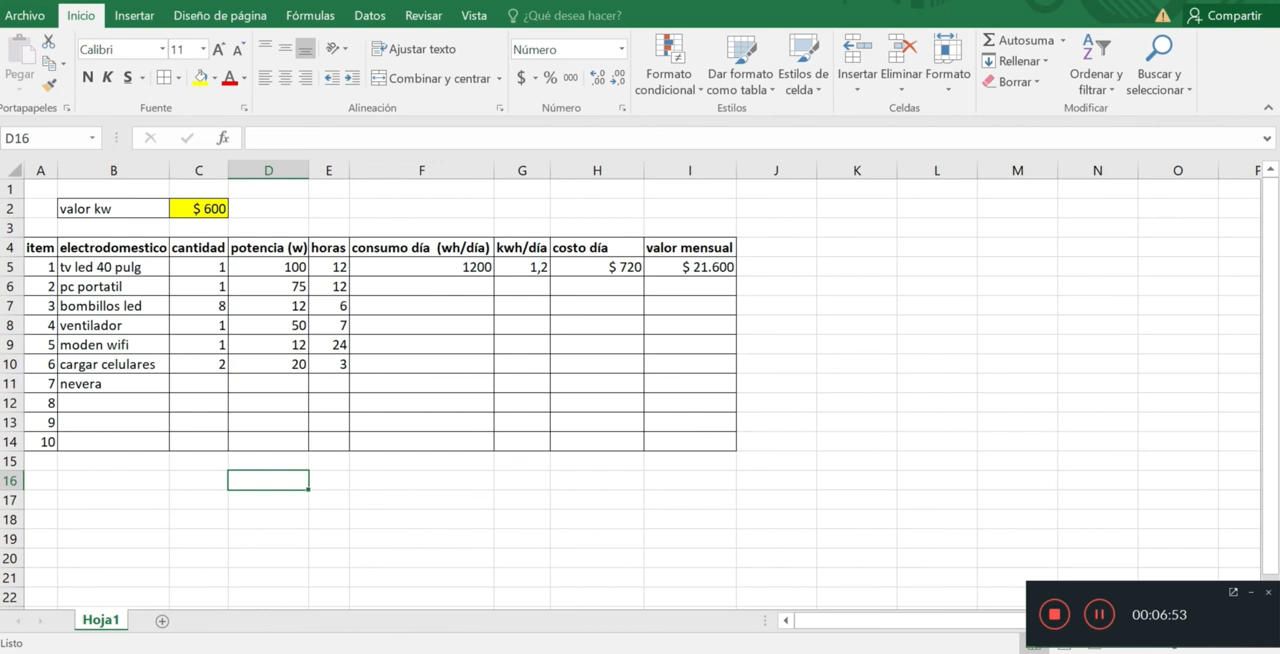 Archivo Inicio Insertar Diseño de página Fórmulas Datos Revisar Vista ¿Qué desea hacer? Compartir
Pegar Calibri 11 Ajustar texto Número Autosuma
N K S Combinar y centrar $ % 000 Formato condicional Dar formato como tabla Estilos de celda Insertar Eliminar Formato Rellenar Borrar Ordenar y filtrar Buscar y seleccionar
Portapapeles Fuente Alineación Número Estilos Celdas Modificar
D16 fx
A B C D E F G H I J K L M N O P
1
2 valor kw $ 600
3
4 item electrodomestico cantidad potencia (w) horas consumo día (wh/día) kwh/día costo día valor mensual
5 1 tv led 40 pulg 1 100 12 1200 1,2 $ 720 $ 21.600
6 2 pc portatil 1 75 12
7 3 bombillos led 8 12 6
8 4 ventilador 1 50 7
9 5 moden wifi 1 12 24
10 6 cargar celulares 2 20 3
11 7 nevera
12 8
13 9
14 10
15
16
17
18
19
20
21
22
00:06:53
Hoja1
Listo